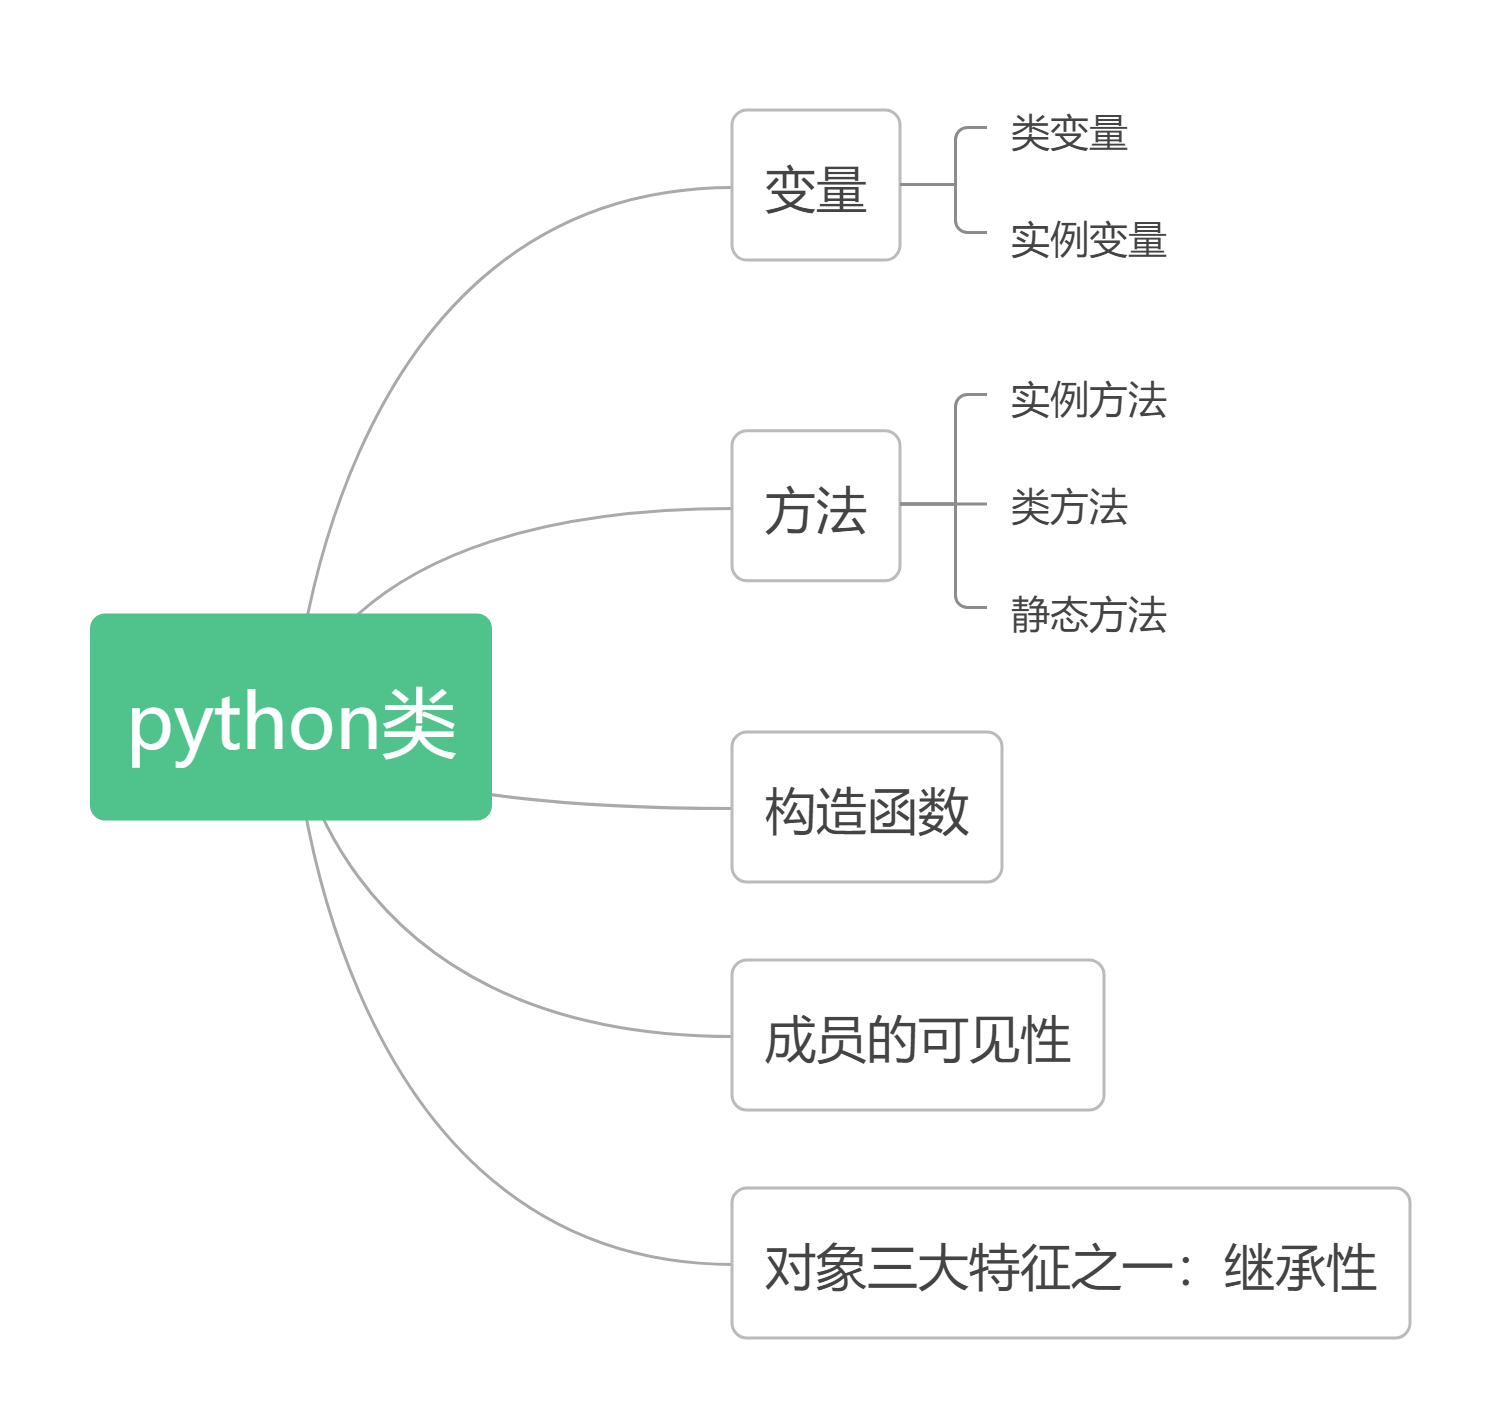 python类
变量
类变量
实例变量
方法
实例方法
类方法
静态方法
构造函数
成员的可见性
对象三大特征之一：继承性